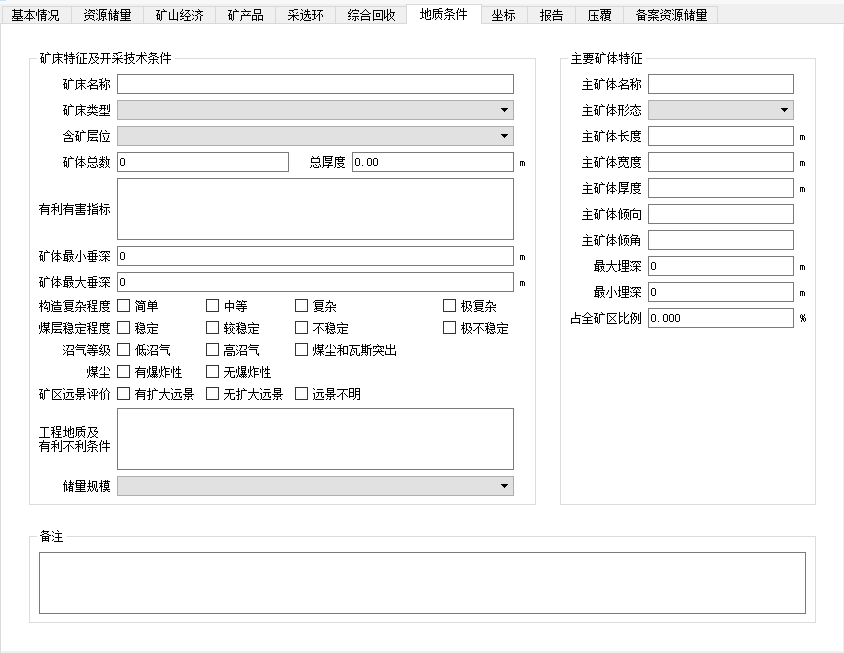 基本情况 资源储量 矿山经济 矿产品 采选环 综合回收 地质条件 坐标 报告 压覆 备案资源储量
矿床特征及开采技术条件
矿床名称
矿床类型
含矿层位
矿体总数 0 总厚度 0.00 m
有利有害指标
矿体最小垂深 0 m
矿体最大垂深 0 m
构造复杂程度 简单 中等 复杂 极复杂
煤层稳定程度 稳定 较稳定 不稳定 极不稳定
沼气等级 低沼气 高沼气 煤尘和瓦斯突出
煤尘 有爆炸性 无爆炸性
矿区远景评价 有扩大远景 无扩大远景 远景不明
工程地质及
有利不利条件
储量规模
主要矿体特征
主矿体名称
主矿体形态
主矿体长度 m
主矿体宽度 m
主矿体厚度 m
主矿体倾向
主矿体倾角
最大埋深 0 m
最小埋深 0 m
占全矿区比例 0.000 %
备注